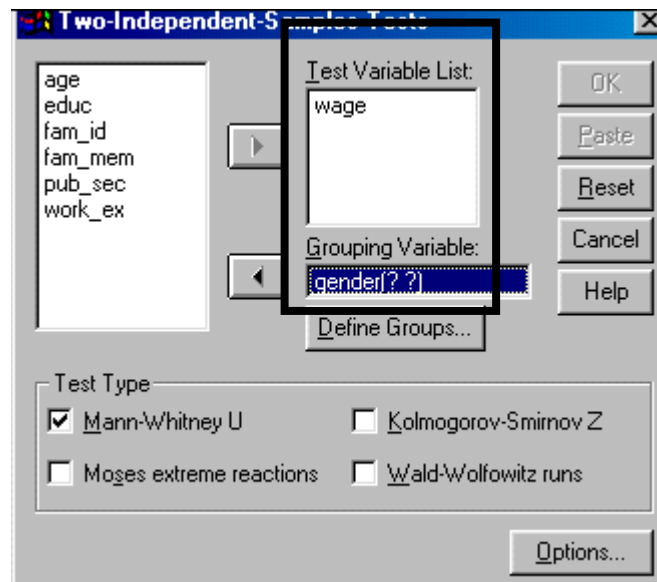 Two-Independent-Samples Tests
age
educ
fam_id
fam_mem
pub_sec
work_ex
Test Variable List:
wage
Grouping Variable:
gender(? ?)
Define Groups...
OK
Paste
Reset
Cancel
Help
Test Type
Mann-Whitney U
Kolmogorov-Smirnov Z
Moses extreme reactions
Wald-Wolfowitz runs
Options...